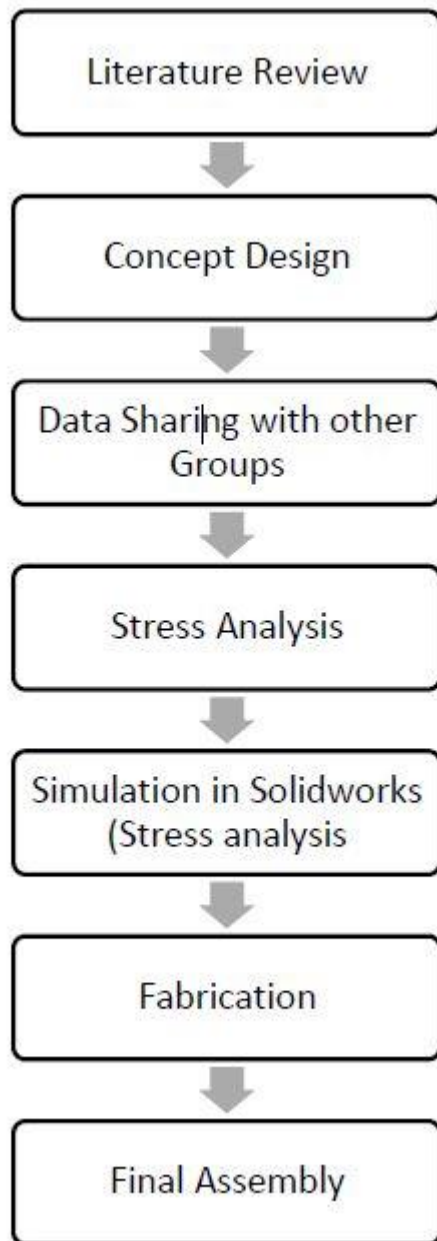 Literature Review
Concept Design
Data Sharing with other
Groups
Stress Analysis
Simulation in Solidworks
(Stress analysis
Fabrication
Final Assembly